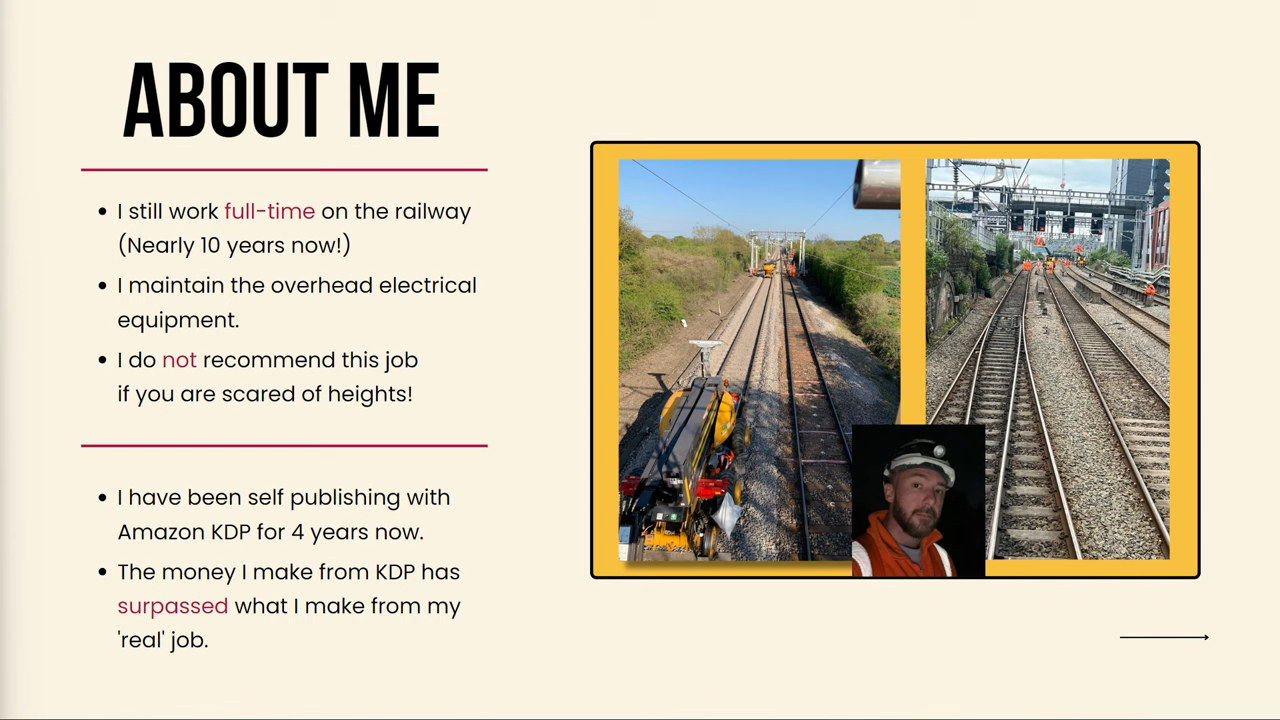 ABOUT ME
• I still work full-time on the railway
(Nearly 10 years now!)
• I maintain the overhead electrical
equipment.
• I do not recommend this job
if you are scared of heights!
• I have been self publishing with
Amazon KDP for 4 years now.
• The money I make from KDP has
surpassed what I make from my
'real' job.